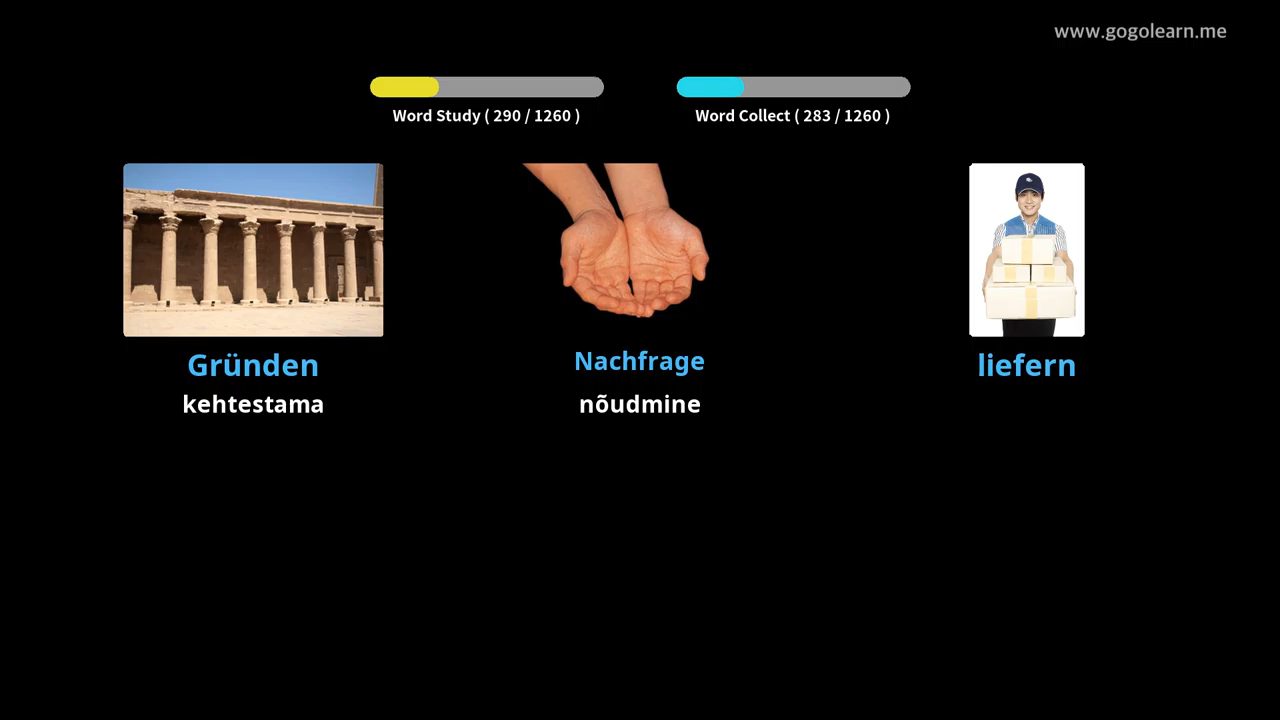 www.gogolearn.me
Word Study ( 290 / 1260 )
Word Collect ( 283 / 1260 )
Gründen
kehtestama
Nachfrage
nõudmine
liefern